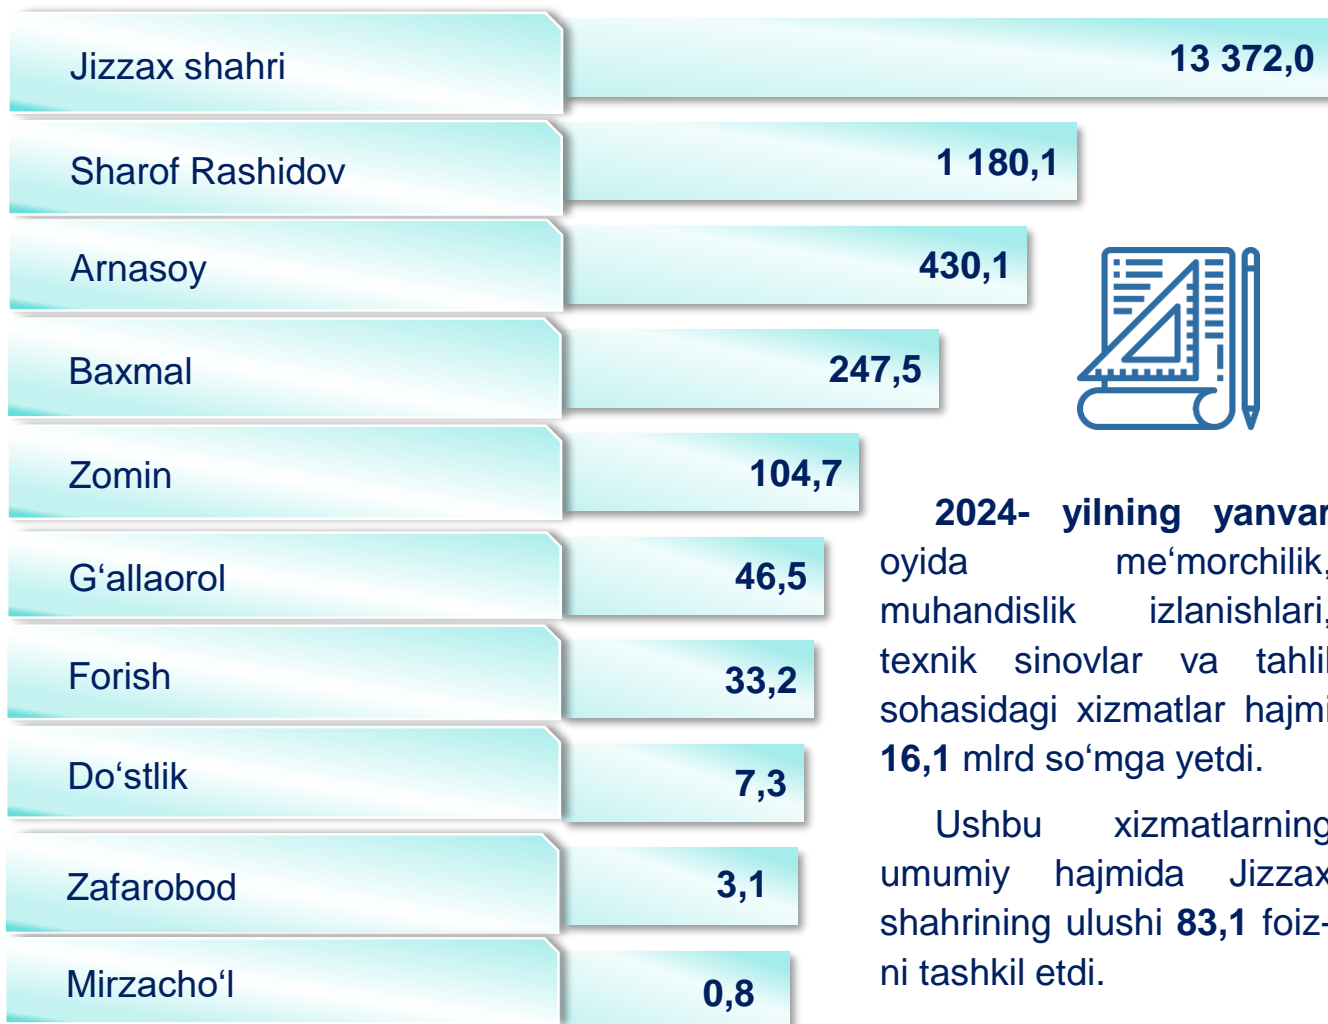 Jizzax shahri 13 372,0
Sharof Rashidov 1 180,1
Arnasoy 430,1
Baxmal 247,5
Zomin 104,7
G‘allaorol 46,5
Forish 33,2
Do‘stlik 7,3
Zafarobod 3,1
Mirzacho‘l 0,8
2024- yilning yanvar
oyida me‘morchilik,
muhandislik izlanishlari,
texnik sinovlar va tahlil
sohasidagi xizmatlar hajmi
16,1 mlrd so‘mga yetdi.
Ushbu xizmatlarning
umumiy hajmida Jizzax
shahrining ulushi 83,1 foiz-
ni tashkil etdi.